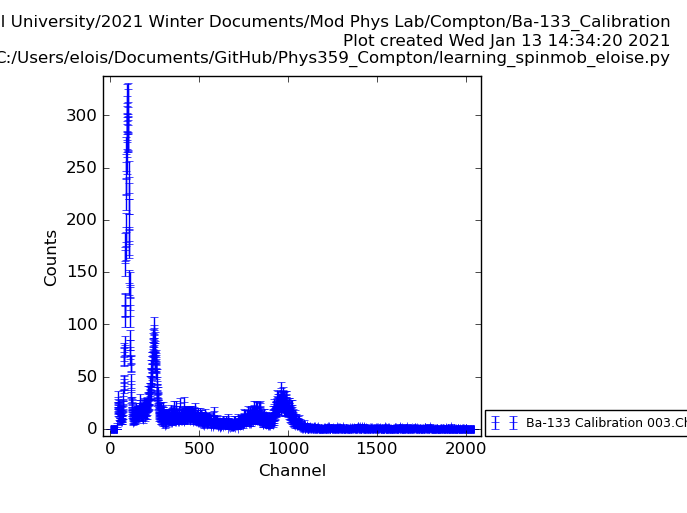 l University/2021 Winter Documents/Mod Phys Lab/Compton/Ba-133_Calibration
Plot created Wed Jan 13 14:34:20 2021
C:/Users/elois/Documents/GitHub/Phys359_Compton/learning_spinmob_eloise.py
300
250
200
150
100
50
0
Counts
0 500 1000 1500 2000
Channel
Ba-133 Calibration 003.Ch